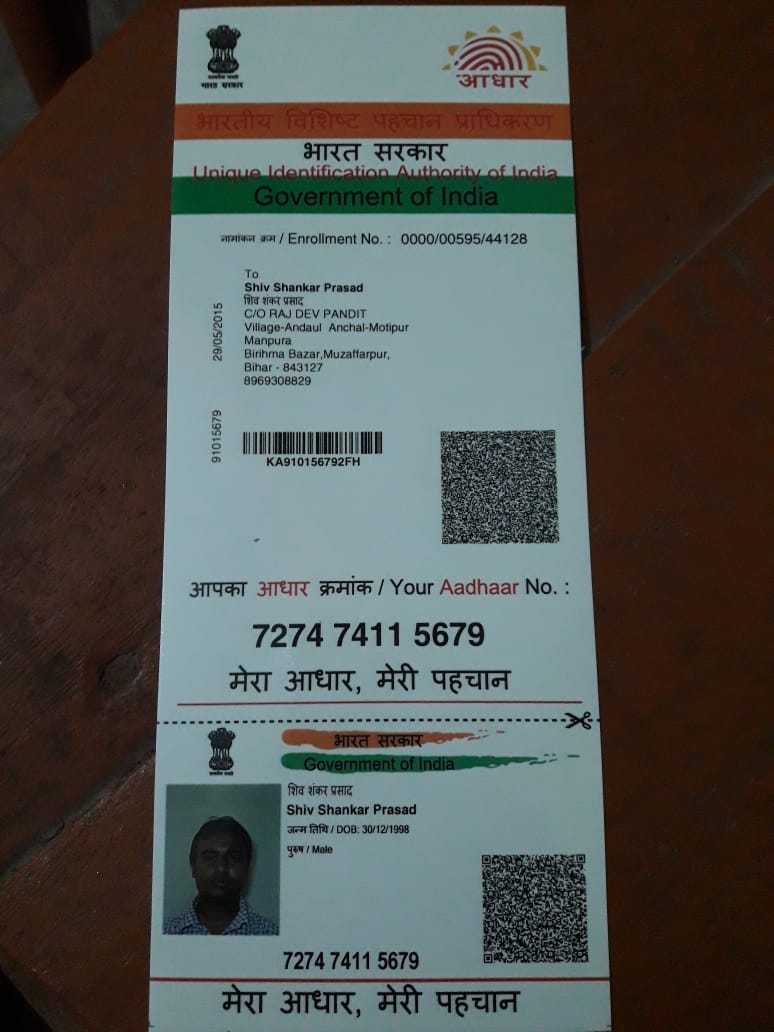 भारत सरकार
आधार
भारतीय विशिष्ट पहचान प्राधिकरण
भारत सरकार
Unique Identification Authority of India
Government of India
नामांकन क्रम / Enrollment No. : 0000/00595/44128
To
Shiv Shankar Prasad
शिव शंकर प्रसाद
C/O RAJ DEV PANDIT
Village-Andaul Anchal-Motipur
Manpura
Birihma Bazar,Muzaffarpur,
Bihar - 843127
8969308829
29/05/2015
91015679
KA910156792FH
आपका आधार क्रमांक / Your Aadhaar No. :
7274 7411 5679
मेरा आधार, मेरी पहचान
भारत सरकार
Government of India
शिव शंकर प्रसाद
Shiv Shankar Prasad
जन्म तिथि / DOB: 30/12/1998
पुरुष / Male
7274 7411 5679
मेरा आधार, मेरी पहचान